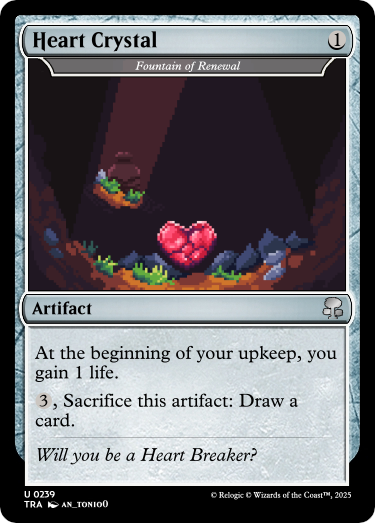 Heart Crystal 1
Fountain of Renewal
Artifact
At the beginning of your upkeep, you
gain 1 life.
3, Sacrifice this artifact: Draw a
card.
Will you be a Heart Breaker?
U 0239
© Relogic © Wizards of the Coast™, 2025
TRA AN_TONIO0